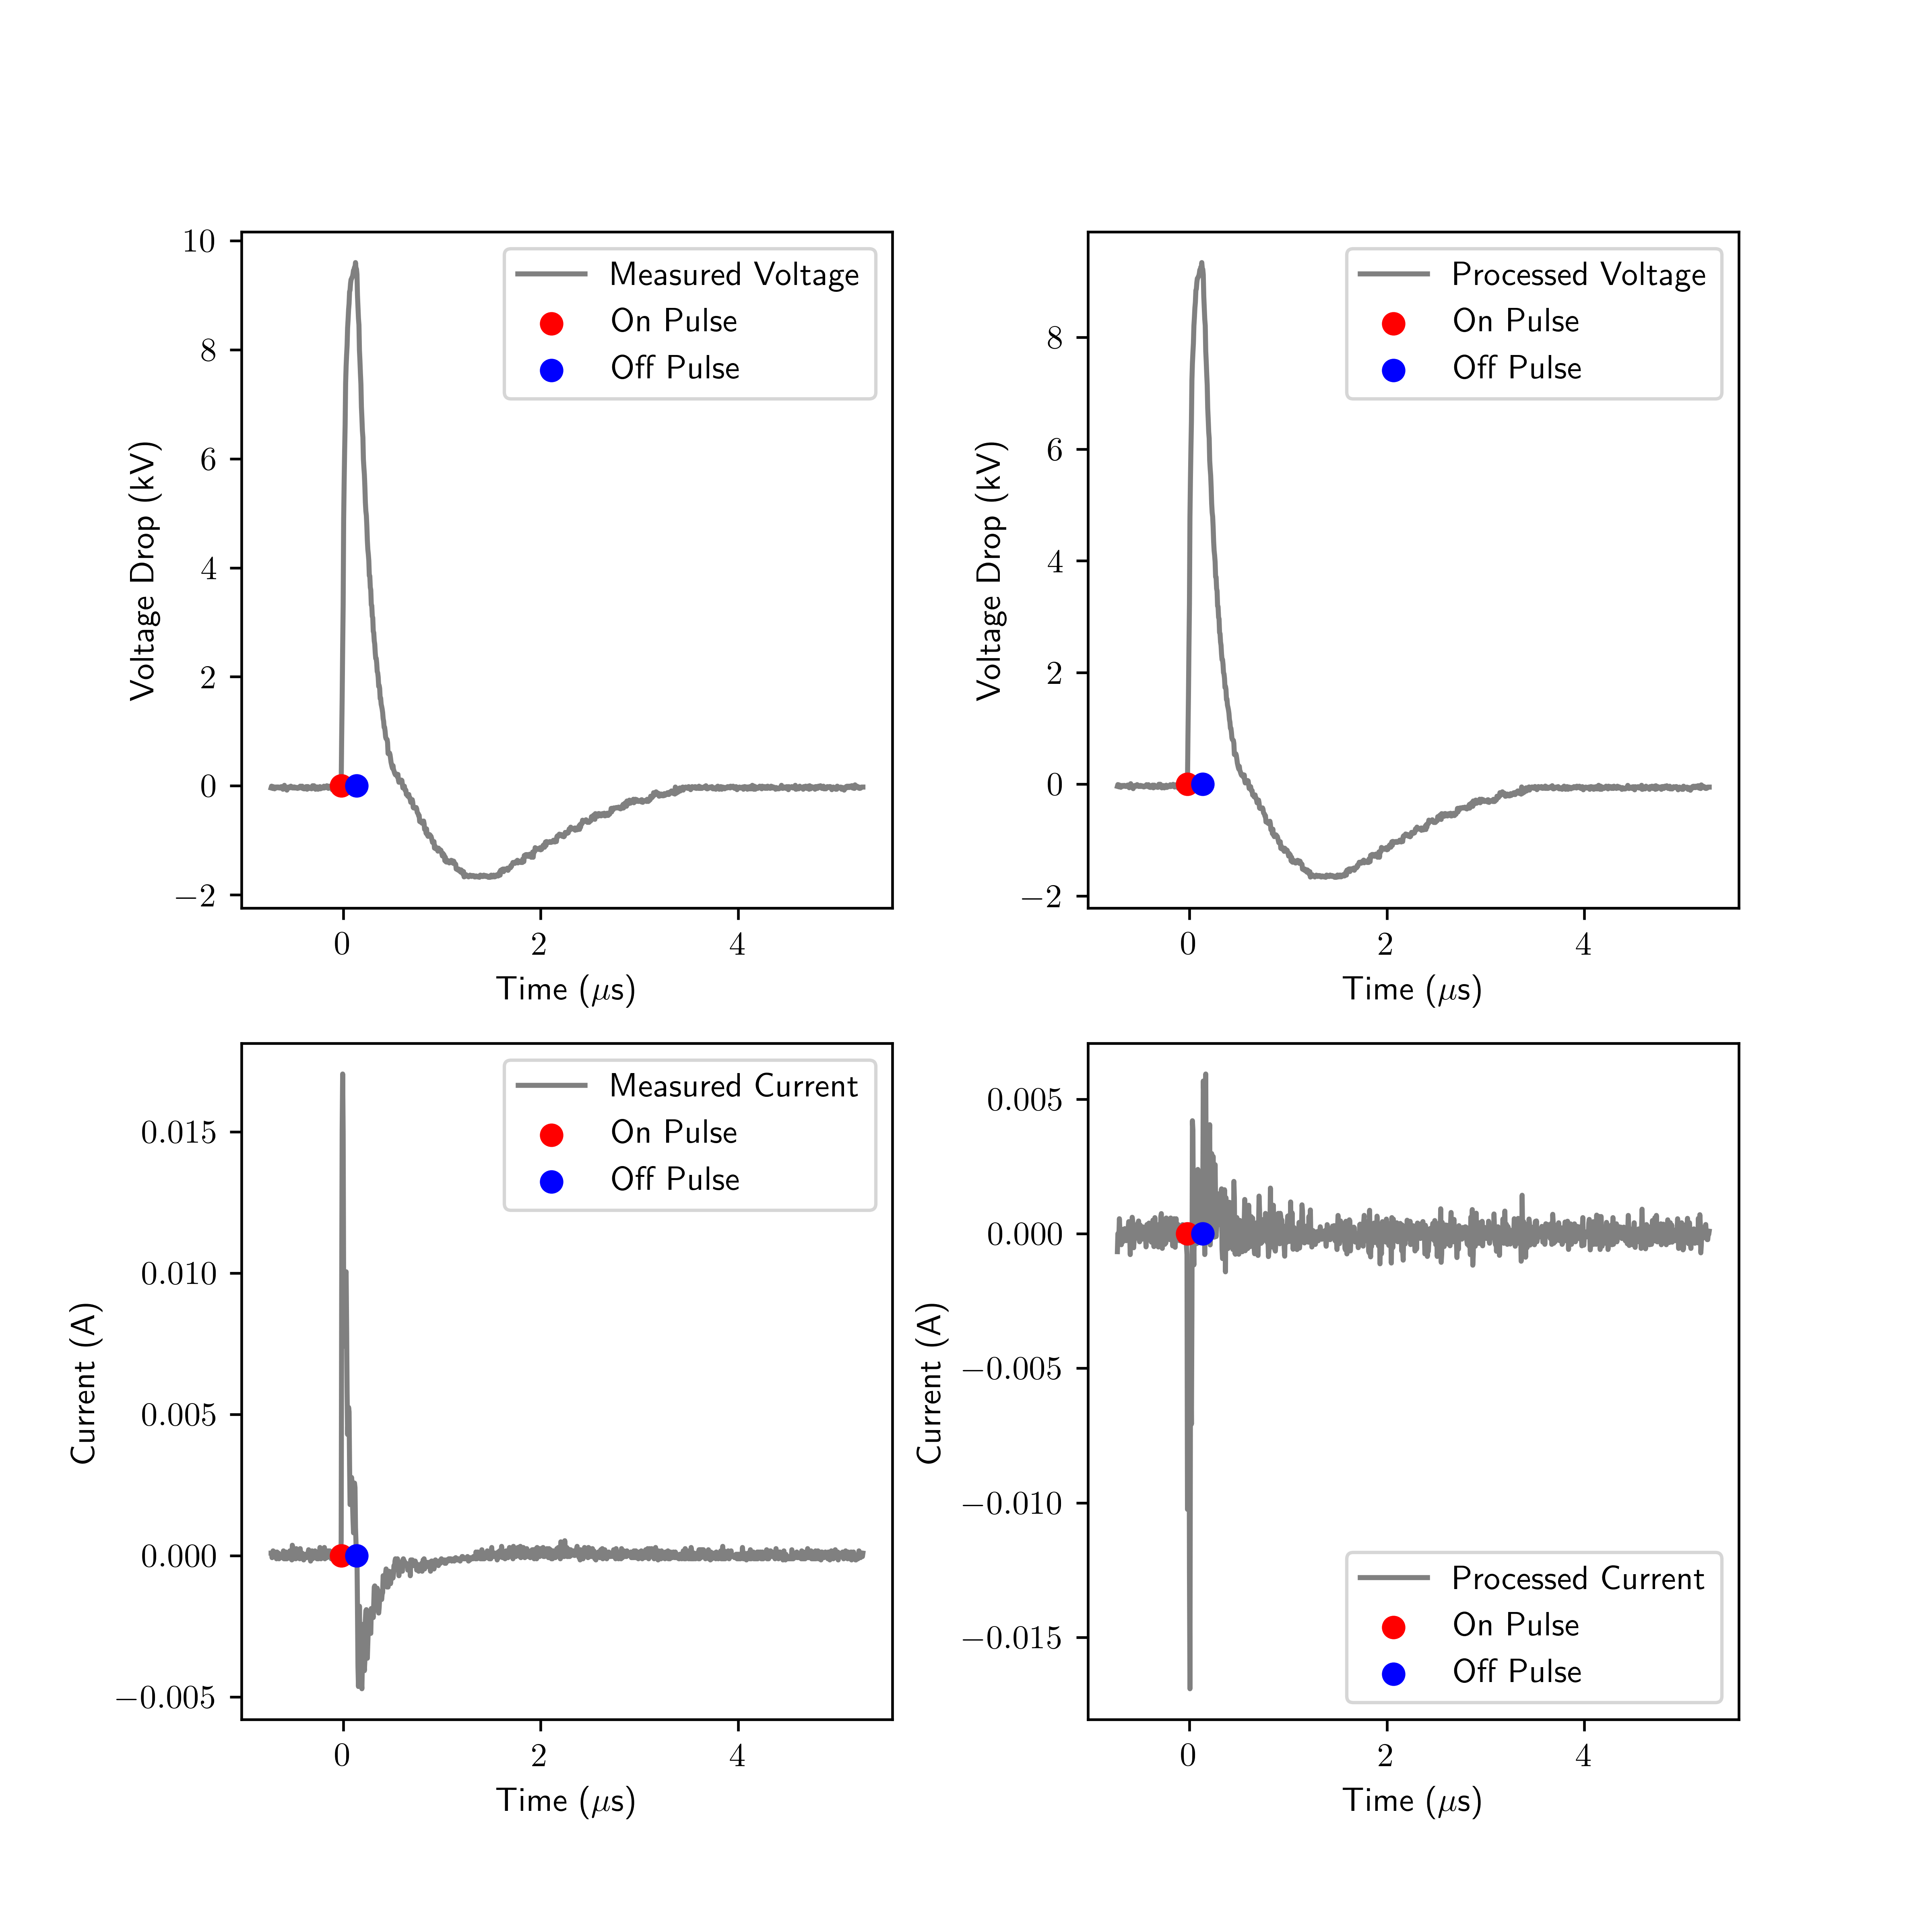 10
8
6
4
2
0
−2
Voltage Drop (kV)
Measured Voltage
On Pulse
Off Pulse
0 2 4
Time (μs)
8
6
4
2
0
−2
Voltage Drop (kV)
Processed Voltage
On Pulse
Off Pulse
0 2 4
Time (μs)
0.015
0.010
0.005
0.000
−0.005
Current (A)
Measured Current
On Pulse
Off Pulse
0 2 4
Time (μs)
0.005
0.000
−0.005
−0.010
−0.015
Current (A)
Processed Current
On Pulse
Off Pulse
0 2 4
Time (μs)